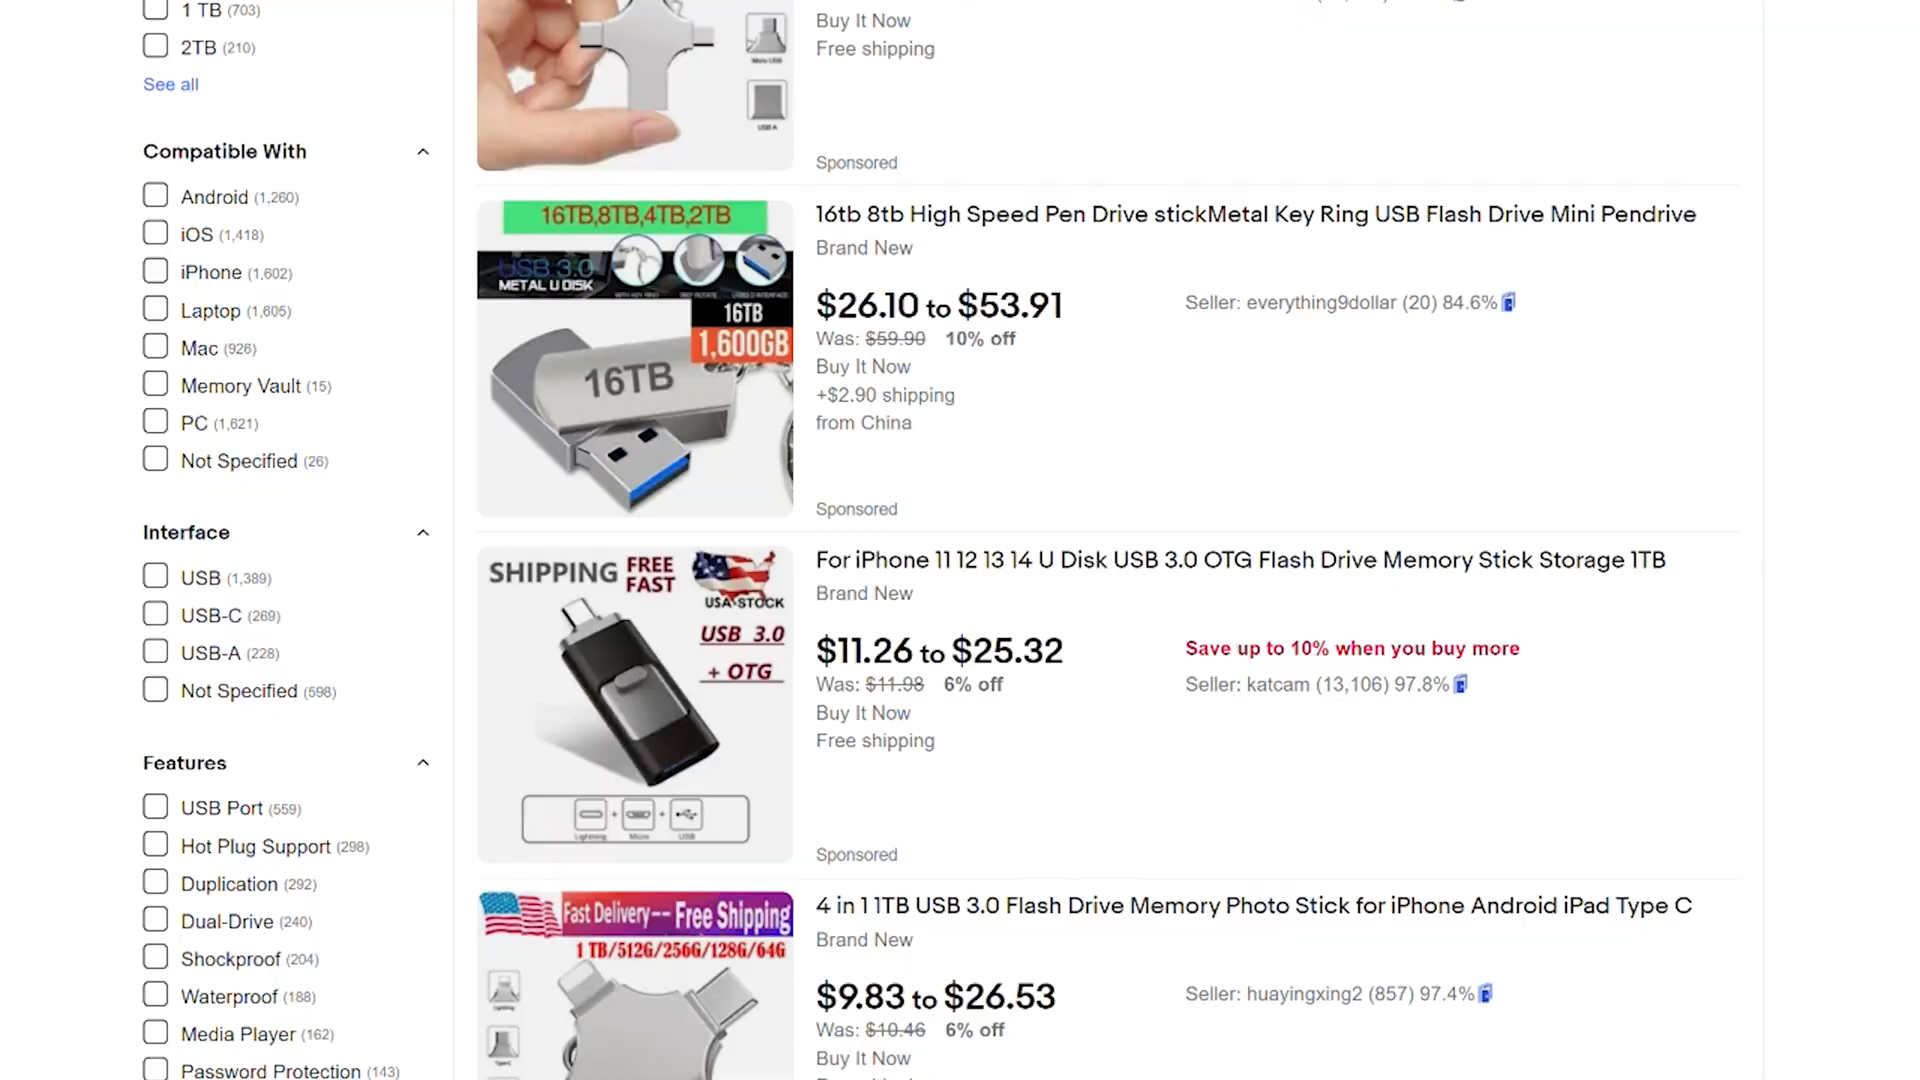 1 TB (703)
2TB (210)
See all
Compatible With
Android (1,260)
iOS (1,418)
iPhone (1,602)
Laptop (1,605)
Mac (926)
Memory Vault (15)
PC (1,621)
Not Specified (26)
Interface
USB (1,389)
USB-C (269)
USB-A (228)
Not Specified (598)
Features
USB Port (559)
Hot Plug Support (298)
Duplication (292)
Dual-Drive (240)
Shockproof (204)
Waterproof (188)
Media Player (162)
Password Protection (143)
Micro USB
USB A
Buy It Now
Free shipping
Sponsored
16TB,8TB,4TB,2TB
USB 3.0
METAL U DISK
16TB
1,600GB
16TB
16tb 8tb High Speed Pen Drive stickMetal Key Ring USB Flash Drive Mini Pendrive
Brand New
$26.10 to $53.91
Was: $59.90 10% off
Buy It Now
+$2.90 shipping
from China
Seller: everything9dollar (20) 84.6%
Sponsored
SHIPPING FREE
FAST
USA STOCK
USB 3.0
+ OTG
Lightning Micro USB
For iPhone 11 12 13 14 U Disk USB 3.0 OTG Flash Drive Memory Stick Storage 1TB
Brand New
$11.26 to $25.32
Was: $11.98 6% off
Buy It Now
Free shipping
Save up to 10% when you buy more
Seller: katcam (13,106) 97.8%
Sponsored
Fast Delivery-- Free Shipping
1 TB/512G/256G/128G/64G
Lightning
Type-C
4 in 1 1TB USB 3.0 Flash Drive Memory Photo Stick for iPhone Android iPad Type C
Brand New
$9.83 to $26.53
Was: $10.46 6% off
Buy It Now
Seller: huayingxing2 (857) 97.4%